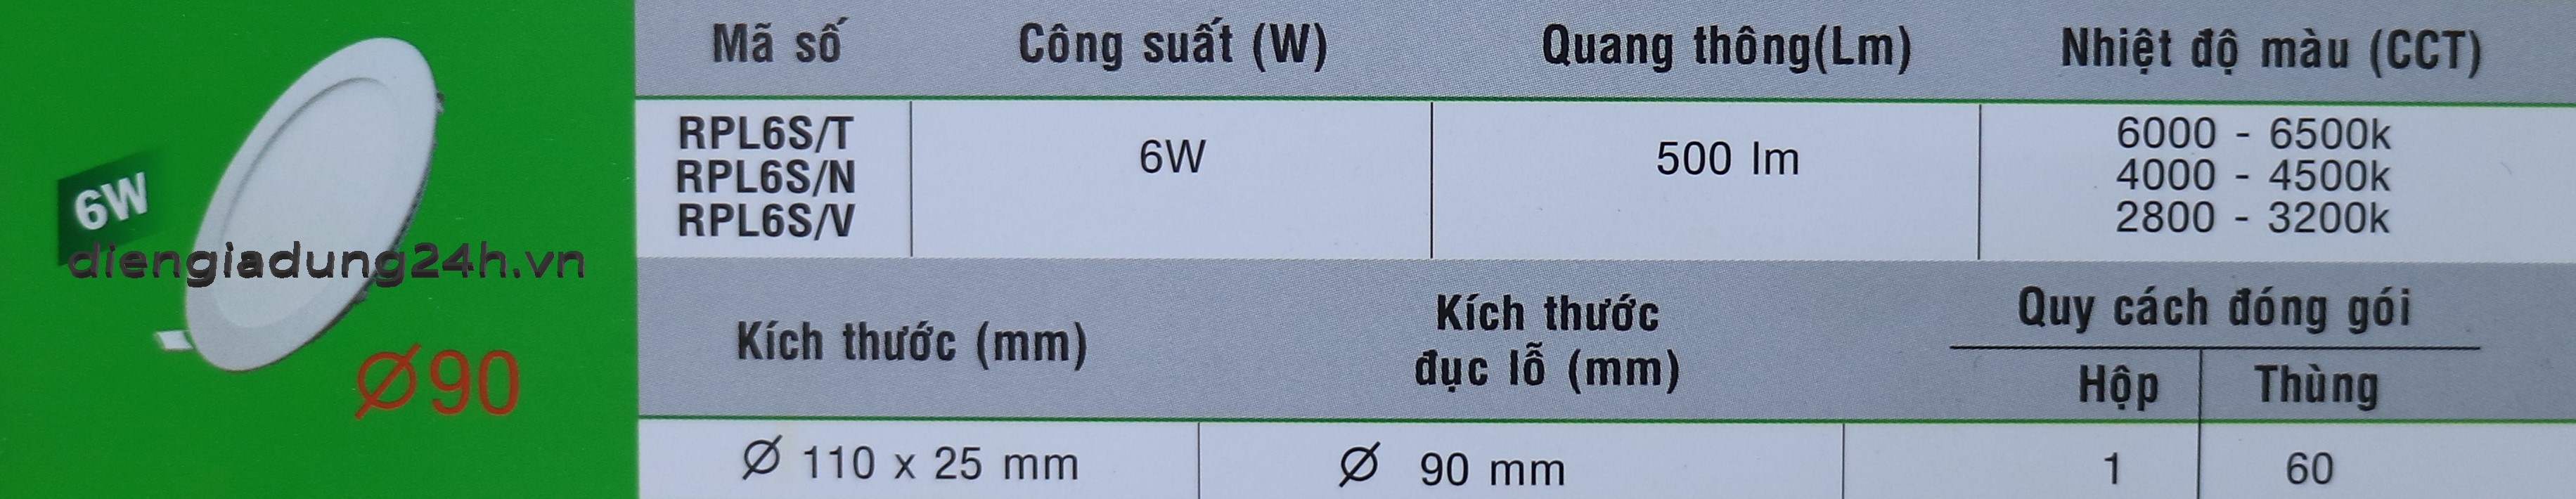 6W
diengiadung24h.vn
Ø90
Mã số Công suất (W) Quang thông(Lm) Nhiệt độ màu (CCT)
RPL6S/T 6W 500 lm 6000 - 6500k
RPL6S/N 4000 - 4500k
RPL6S/V 2800 - 3200k
Kích thước (mm) Kích thước đục lỗ (mm) Quy cách đóng gói
Hộp Thùng
Ø 110 x 25 mm Ø 90 mm 1 60